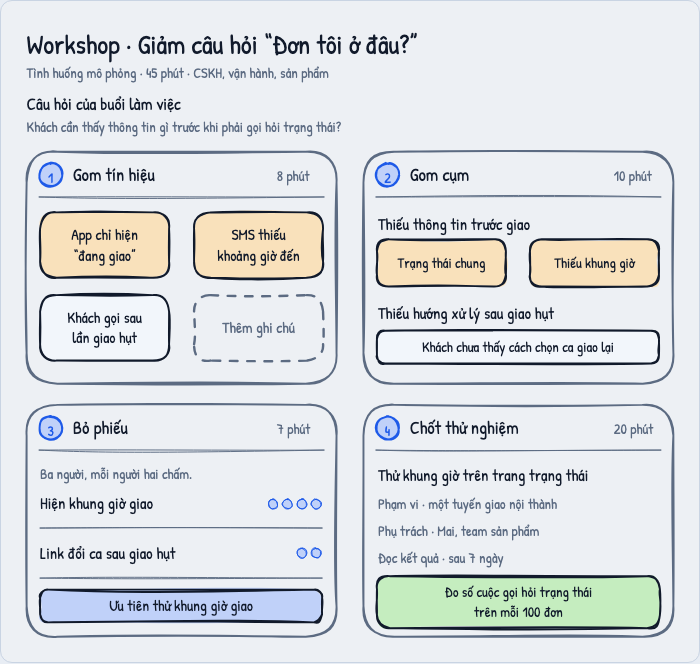 Workshop · Giảm câu hỏi “Đơn tôi ở đâu?”
Tình huống mô phỏng · 45 phút · CSKH, vận hành, sản phẩm
Câu hỏi của buổi làm việc
Khách cần thấy thông tin gì trước khi phải gọi hỏi trạng thái?
1 Gom tín hiệu 8 phút
App chỉ hiện
“đang giao”
SMS thiếu
khoảng giờ đến
Khách gọi sau
lần giao hụt
Thêm ghi chú
2 Gom cụm 10 phút
Thiếu thông tin trước giao
Trạng thái chung
Thiếu khung giờ
Thiếu hướng xử lý sau giao hụt
Khách chưa thấy cách chọn ca giao lại
3 Bỏ phiếu 7 phút
Ba người, mỗi người hai chấm.
Hiện khung giờ giao
Link đổi ca sau giao hụt
Ưu tiên thử khung giờ giao
4 Chốt thử nghiệm 20 phút
Thử khung giờ trên trang trạng thái
Phạm vi · một tuyến giao nội thành
Phụ trách · Mai, team sản phẩm
Đọc kết quả · sau 7 ngày
Đo số cuộc gọi hỏi trạng thái
trên mỗi 100 đơn